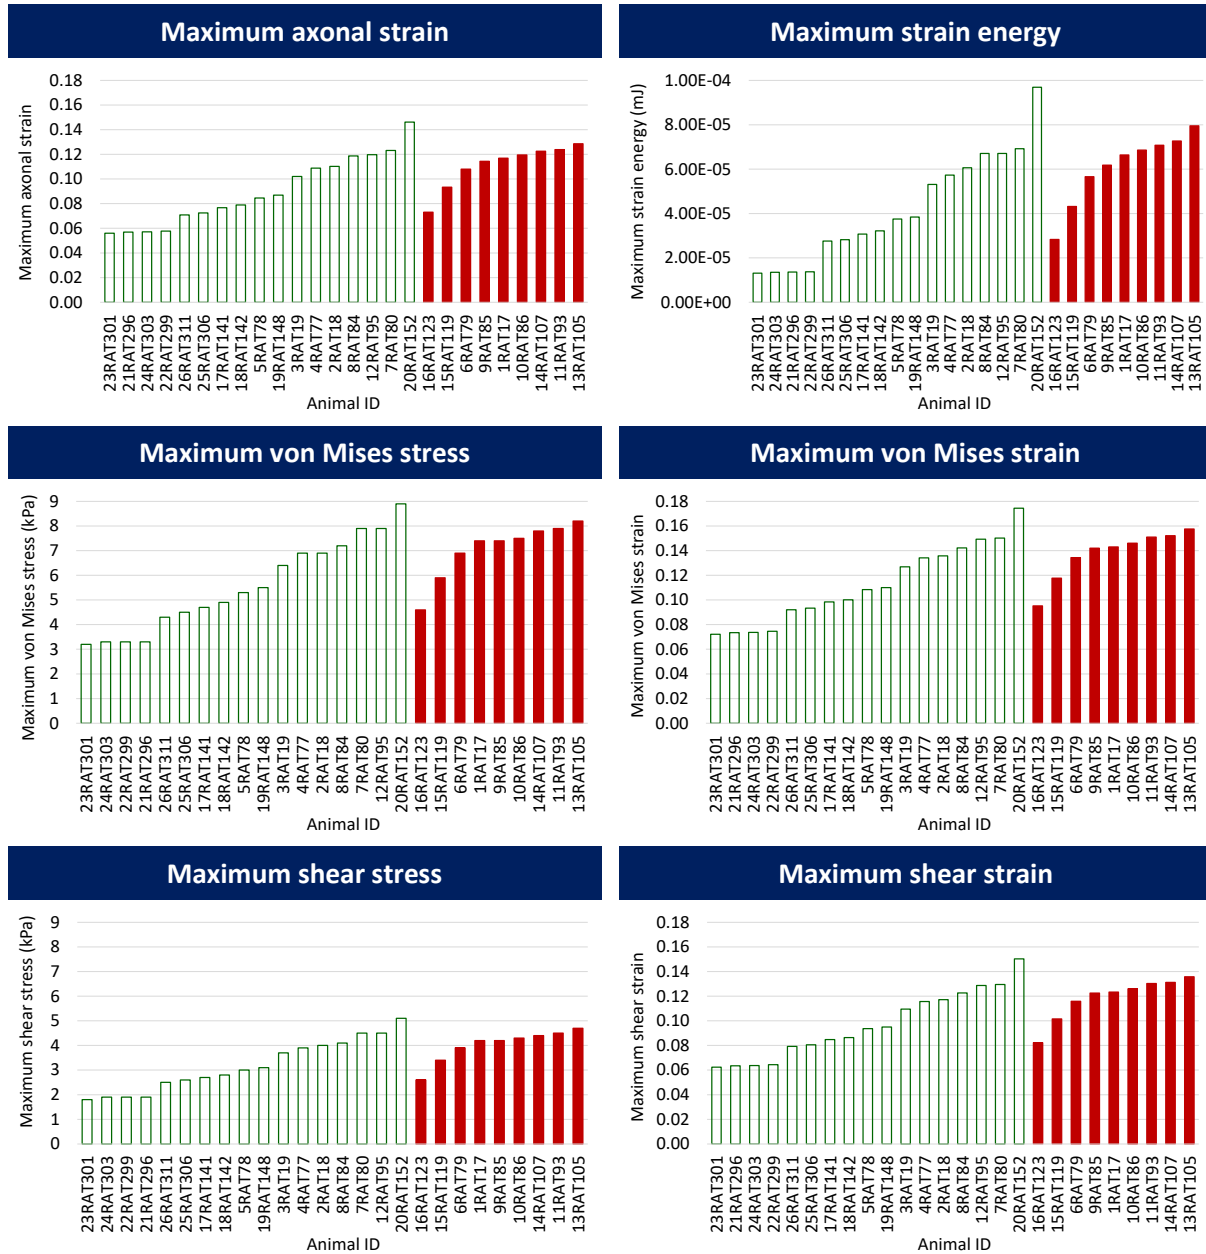 Maximum axonal strain
Maximum axonal strain
0.18
0.16
0.14
0.12
0.10
0.08
0.06
0.04
0.02
0.00
23RAT301
21RAT296
24RAT303
22RAT299
26RAT311
25RAT306
17RAT141
18RAT142
5RAT78
19RAT148
3RAT19
4RAT77
2RAT18
8RAT84
12RAT95
7RAT80
20RAT152
16RAT123
15RAT119
6RAT79
9RAT85
1RAT17
10RAT86
14RAT107
11RAT93
13RAT105
Animal ID
Maximum strain energy
Maximum strain energy (mJ)
1.00E-04
8.00E-05
6.00E-05
4.00E-05
2.00E-05
0.00E+00
23RAT301
24RAT303
21RAT296
22RAT299
26RAT311
25RAT306
17RAT141
18RAT142
5RAT78
19RAT148
3RAT19
4RAT77
2RAT18
8RAT84
12RAT95
7RAT80
20RAT152
16RAT123
15RAT119
6RAT79
9RAT85
1RAT17
10RAT86
11RAT93
14RAT107
13RAT105
Animal ID
Maximum von Mises stress
Maximum von Mises stress (kPa)
9
8
7
6
5
4
3
2
1
0
23RAT301
24RAT303
22RAT299
21RAT296
26RAT311
25RAT306
17RAT141
18RAT142
5RAT78
19RAT148
3RAT19
4RAT77
2RAT18
8RAT84
7RAT80
12RAT95
20RAT152
16RAT123
15RAT119
6RAT79
1RAT17
9RAT85
10RAT86
14RAT107
11RAT93
13RAT105
Animal ID
Maximum von Mises strain
Maximum von Mises strain
0.18
0.16
0.14
0.12
0.10
0.08
0.06
0.04
0.02
0.00
23RAT301
21RAT296
24RAT303
22RAT299
26RAT311
25RAT306
17RAT141
18RAT142
5RAT78
19RAT148
3RAT19
4RAT77
2RAT18
8RAT84
12RAT95
7RAT80
20RAT152
16RAT123
15RAT119
6RAT79
9RAT85
1RAT17
10RAT86
11RAT93
14RAT107
13RAT105
Animal ID
Maximum shear stress
Maximum shear stress (kPa)
9
8
7
6
5
4
3
2
1
0
23RAT301
24RAT303
22RAT299
21RAT296
26RAT311
25RAT306
17RAT141
18RAT142
5RAT78
19RAT148
3RAT19
4RAT77
2RAT18
8RAT84
7RAT80
12RAT95
20RAT152
16RAT123
15RAT119
6RAT79
1RAT17
9RAT85
10RAT86
14RAT107
11RAT93
13RAT105
Animal ID
Maximum shear strain
Maximum shear strain
0.18
0.16
0.14
0.12
0.10
0.08
0.06
0.04
0.02
0.00
23RAT301
21RAT296
24RAT303
22RAT299
26RAT311
25RAT306
17RAT141
18RAT142
5RAT78
19RAT148
3RAT19
4RAT77
2RAT18
8RAT84
12RAT95
7RAT80
20RAT152
16RAT123
15RAT119
6RAT79
9RAT85
1RAT17
10RAT86
11RAT93
14RAT107
13RAT105
Animal ID